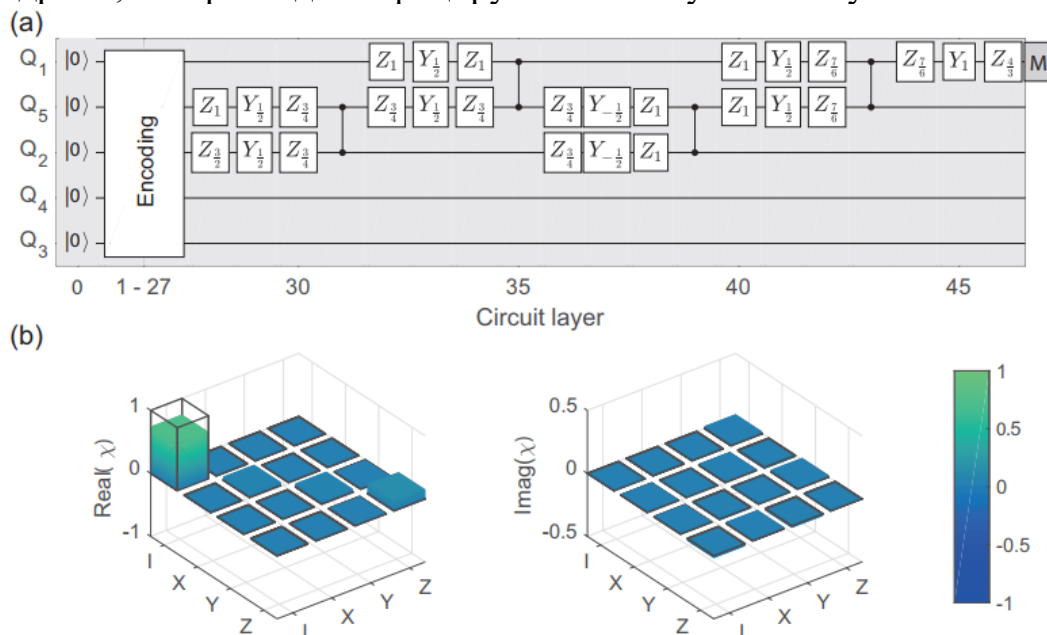 (a)
Q1 |0⟩ Z1 Y1/2 Z1 Z1 Y1/2 Z7/6 Z7/6 Y1 Z4/3 M
Q5 |0⟩ Z1 Y1/2 Z3/4 Z3/4 Y1/2 Z3/4 Z3/4 Y-1/2 Z1 Z1 Y1/2 Z7/6
Q2 |0⟩ Z3/2 Y1/2 Z3/4 Z3/4 Y-1/2 Z1
Encoding
Q4 |0⟩
Q3 |0⟩
0 1 - 27 30 35 40 45
Circuit layer
(b)
Real(χ)
1
0
-1
I X Y Z
I X Y Z
Imag(χ)
0.5
0
-0.5
I X Y Z
I X Y Z
1
0.5
0
-0.5
-1